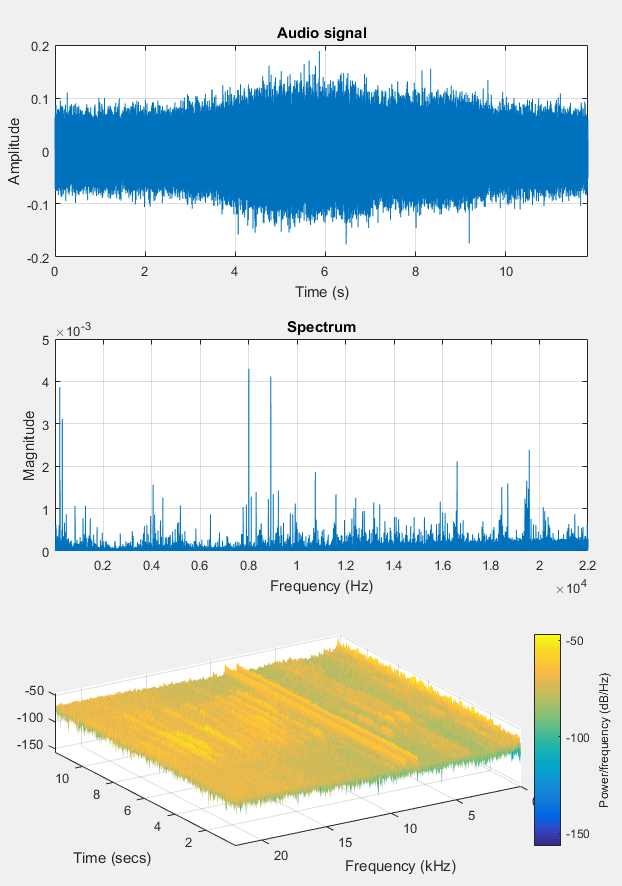 Audio signal
0.2
0.1
0
-0.1
-0.2
Amplitude
0 2 4 6 8 10
Time (s)
Spectrum
×10-3
5
4
3
2
1
0
Magnitude
0.2 0.4 0.6 0.8 1 1.2 1.4 1.6 1.8 2 2.2
Frequency (Hz)
×104
-50
-100
-150
10
8
6
4
2
Time (secs)
20 15 10 5
Frequency (kHz)
-50
-100
-150
Power/frequency (dB/Hz)